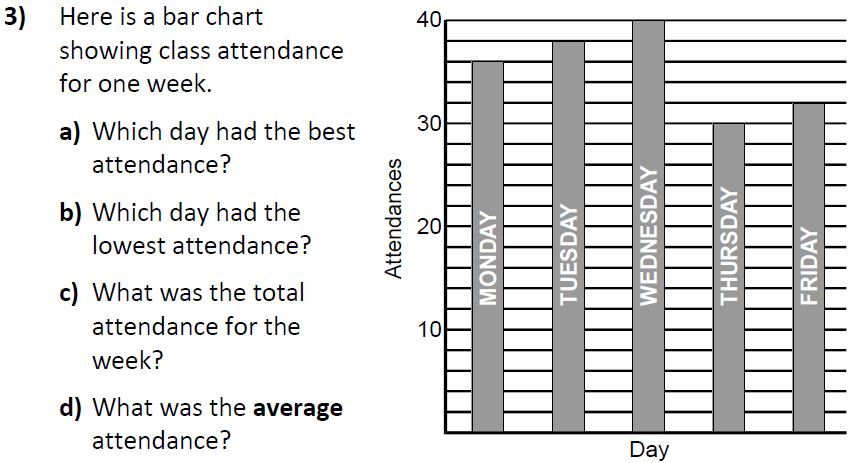 3) Here is a bar chart
showing class attendance
for one week.
a) Which day had the best
attendance?
b) Which day had the
lowest attendance?
c) What was the total
attendance for the
week?
d) What was the average
attendance?
40
30
20
10
Attendances
MONDAY
TUESDAY
WEDNESDAY
THURSDAY
FRIDAY
Day